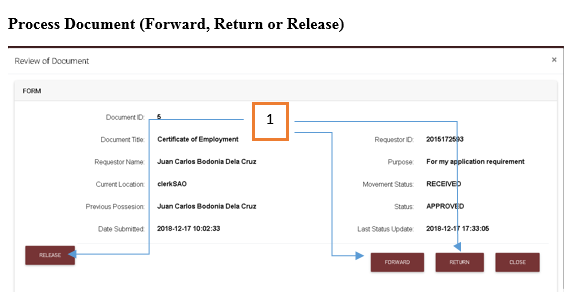 Process Document (Forward, Return or Release)
Review of Document ×
FORM
1
Document ID: 5
Document Title: Certificate of Employment Requestor ID: 2015172593
Requestor Name: Juan Carlos Bodonia Dela Cruz Purpose: For my application requirement
Current Location: clerkSAO Movement Status: RECEIVED
Previous Possesion: Juan Carlos Bodonia Dela Cruz Status: APPROVED
Date Submitted: 2018-12-17 10:02:33 Last Status Update: 2018-12-17 17:33:05
RELEASE FORWARD RETURN CLOSE